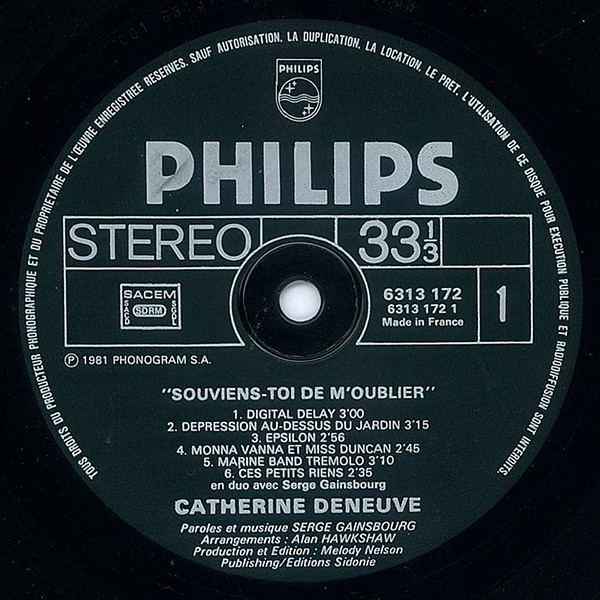 TOUS DROITS DU PRODUCTEUR PHONOGRAPHIQUE ET DU PROPRIETAIRE DE L'ŒUVRE ENREGISTREE RESERVES. SAUF AUTORISATION, LA DUPLICATION, LA LOCATION, LE PRET, L'UTILISATION DE CE DISQUE POUR EXECUTION PUBLIQUE ET RADIODIFFUSION SONT INTERDITS.
PHILIPS
PHILIPS
STEREO 33 1/3
SACEM
SACD
SDRM
SGDL
6313 172
6313 172 1
Made in France
1
Ⓟ 1981 PHONOGRAM S.A.
"SOUVIENS-TOI DE M'OUBLIER"
1. DIGITAL DELAY 3'00
2. DEPRESSION AU-DESSUS DU JARDIN 3'15
3. EPSILON 2'56
4. MONNA VANNA ET MISS DUNCAN 2'45
5. MARINE BAND TREMOLO 3'10
6. CES PETITS RIENS 2'35
en duo avec Serge Gainsbourg
CATHERINE DENEUVE
Paroles et musique SERGE GAINSBOURG
Arrangements : Alan HAWKSHAW
Production et Edition : Melody Nelson
Publishing/Editions Sidonie